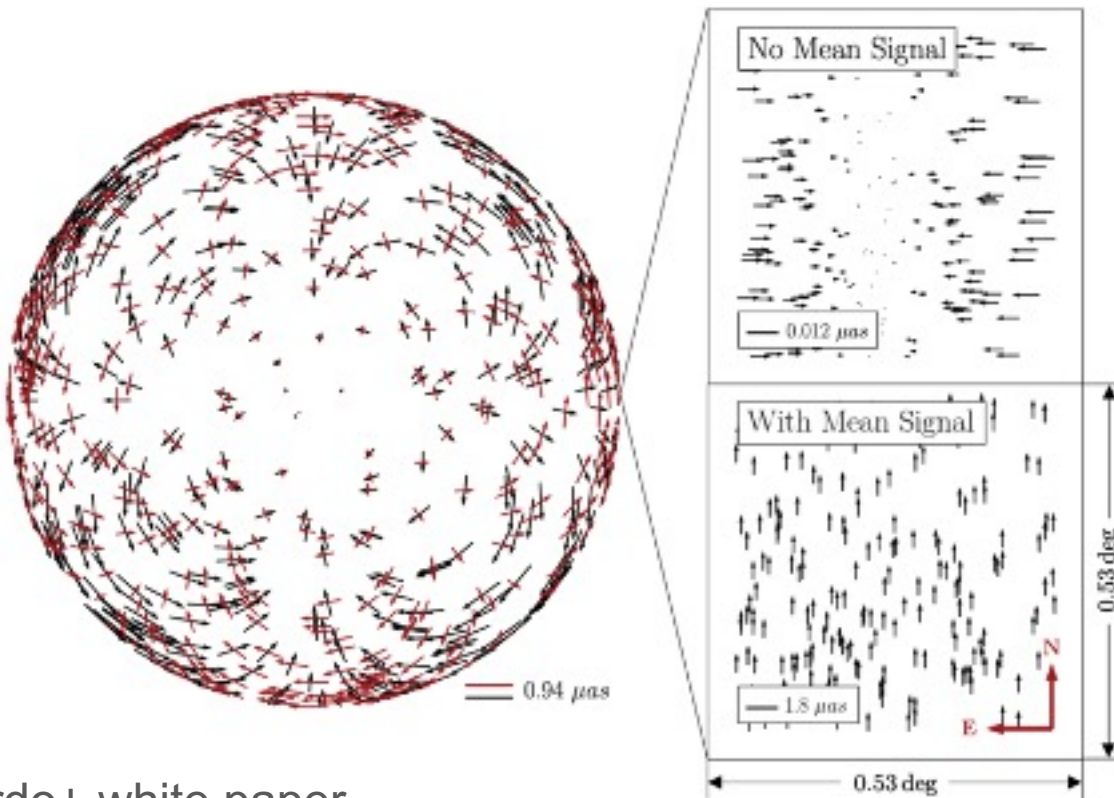 No Mean Signal
0.012 μas
With Mean Signal
0.94 μas
1.8 μas
N
E
0.53 deg
0.53 deg
white paper